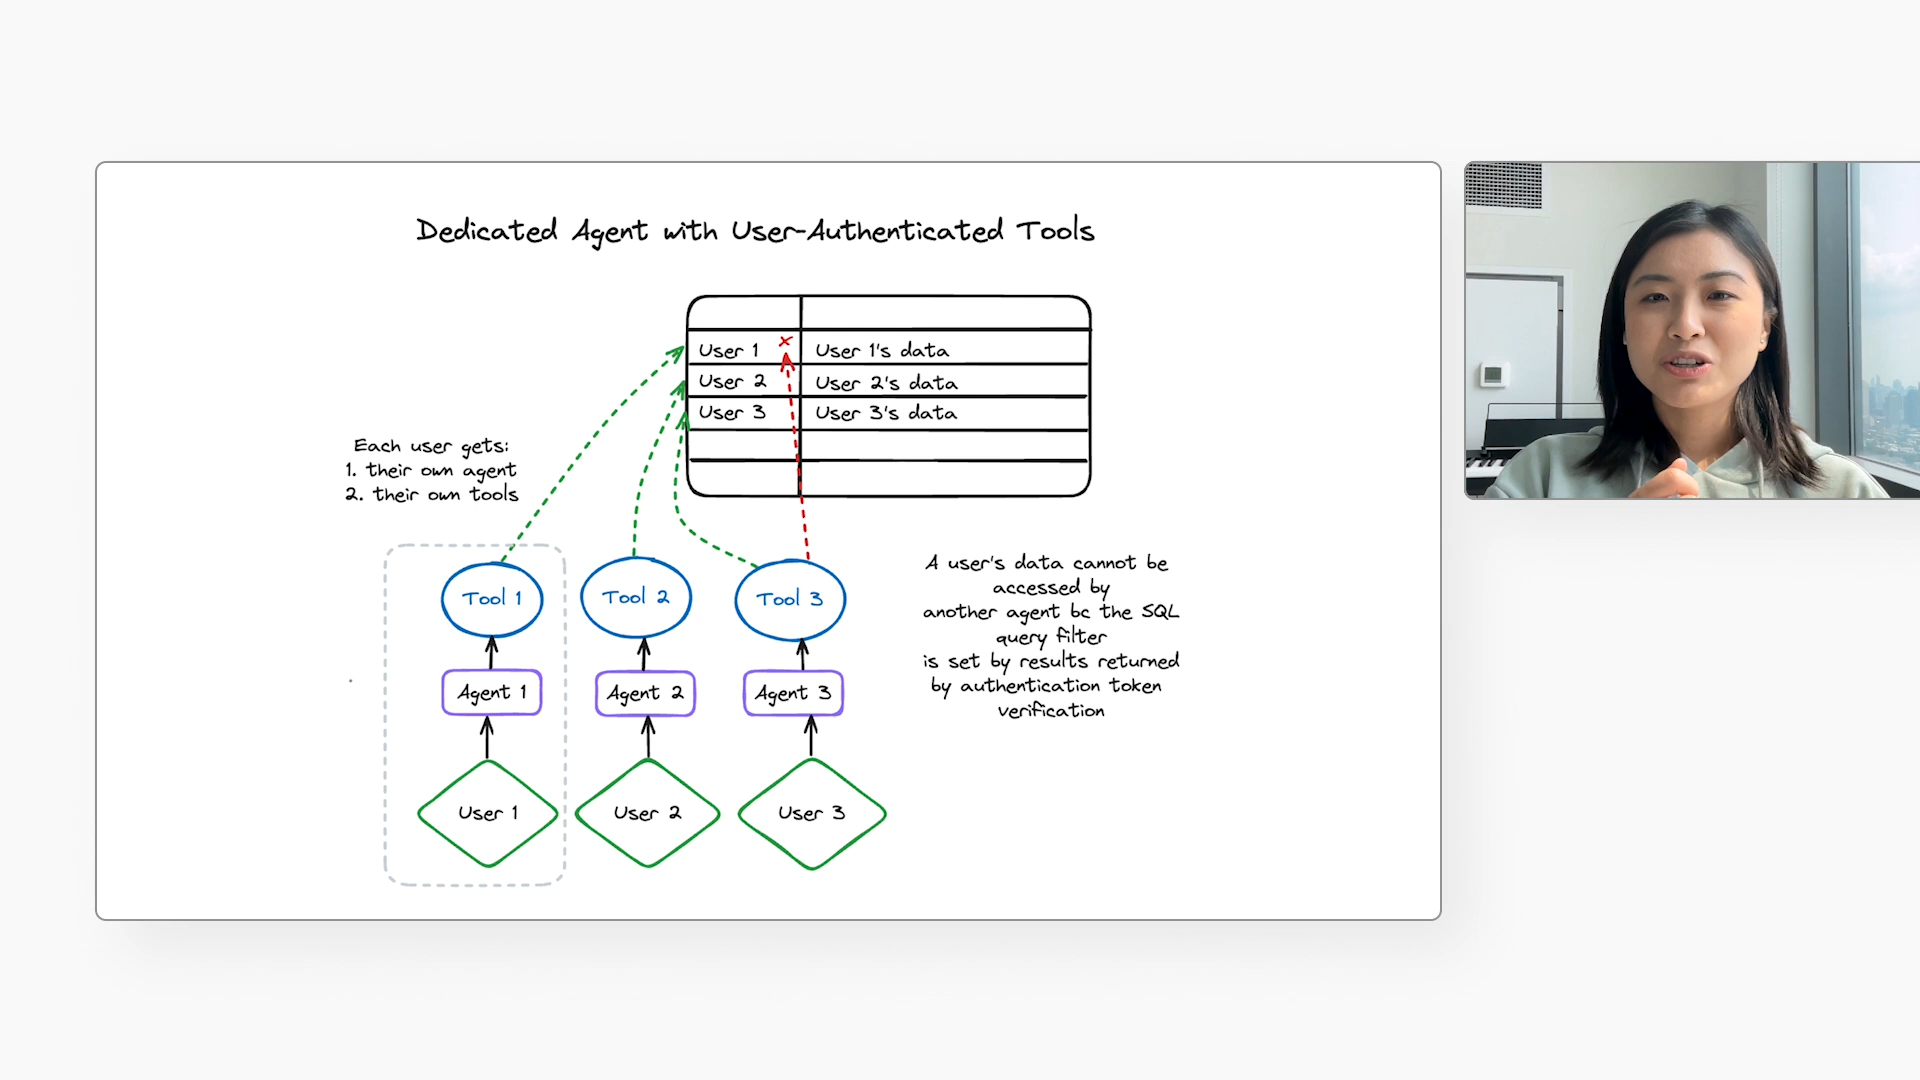 Dedicated Agent with User-Authenticated Tools
User 1 x User 1's data
User 2 User 2's data
User 3 User 3's data
Each user gets:
1. their own agent
2. their own tools
Tool 1 Tool 2 Tool 3
Agent 1 Agent 2 Agent 3
User 1 User 2 User 3
A user's data cannot be
accessed by
another agent bc the SQL
query filter
is set by results returned
by authentication token
verification